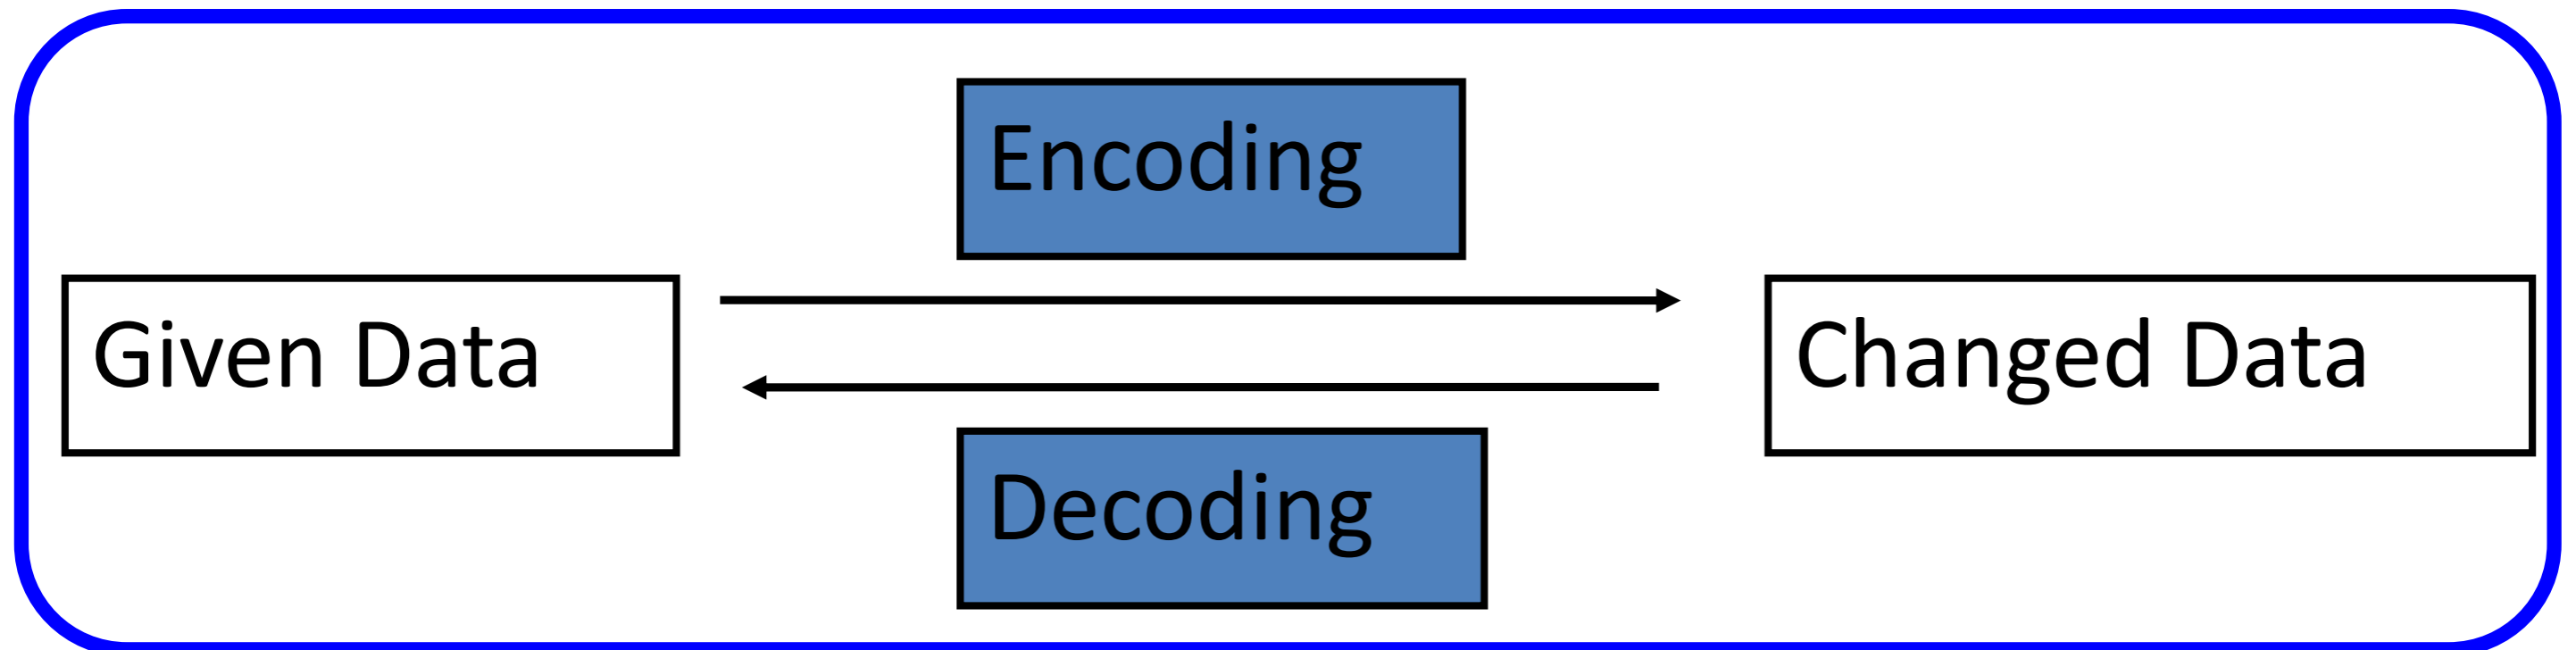 Encoding
Given Data
Changed Data
Decoding